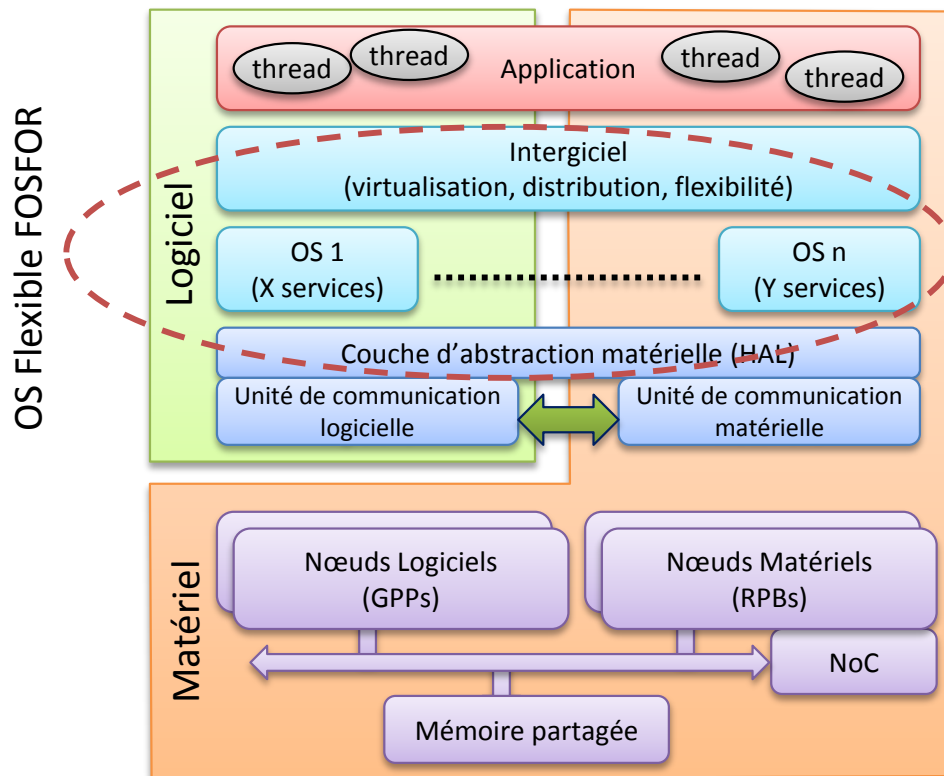 OS Flexible FOSFOR
Logiciel
thread
thread
Application
thread
thread
Intergiciel
(virtualisation, distribution, flexibilité)
OS 1
(X services)
OS n
(Y services)
Couche d’abstraction matérielle (HAL)
Unité de communication
logicielle
Unité de communication
matérielle
Matériel
Nœuds Logiciels
(GPPs)
Nœuds Matériels
(RPBs)
NoC
Mémoire partagée